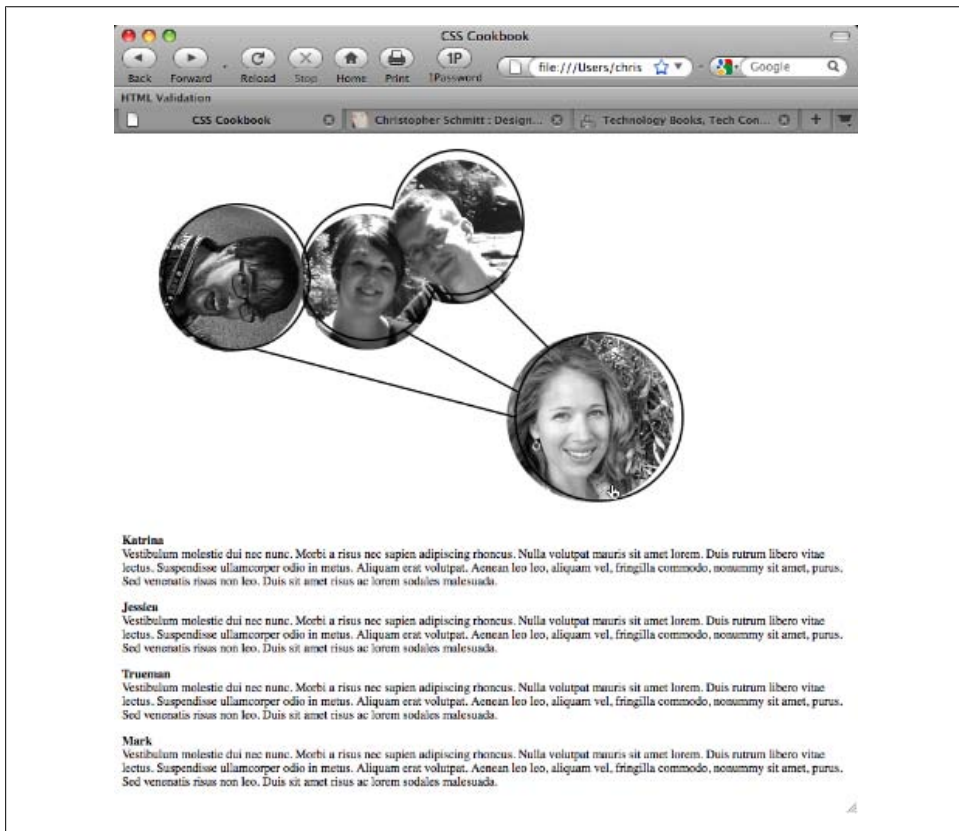 CSS Cookbook
1P
file:///Users/chris
Google
Back Forward Reload Stop Home Print 1Password
HTML Validation
CSS Cookbook
Christopher Schmitt : Design...
Technology Books, Tech Con...
Katrina
Vestibulum molestie dui nec nunc. Morbi a risus nec sapien adipiscing rhoncus. Nulla volutpat mauris sit amet lorem. Duis rutrum libero vitae
lectus. Suspendisse ullamcorper odio in metus. Aliquam erat volutpat. Aenean leo leo, aliquam vel, fringilla commodo, nonummy sit amet, purus.
Sed venenatis risus non leo. Duis sit amet risus ac lorem sodales malesuada.
Jessica
Vestibulum molestie dui nec nunc. Morbi a risus nec sapien adipiscing rhoncus. Nulla volutpat mauris sit amet lorem. Duis rutrum libero vitae
lectus. Suspendisse ullamcorper odio in metus. Aliquam erat volutpat. Aenean leo leo, aliquam vel, fringilla commodo, nonummy sit amet, purus.
Sed venenatis risus non leo. Duis sit amet risus ac lorem sodales malesuada.
Trueman
Vestibulum molestie dui nec nunc. Morbi a risus nec sapien adipiscing rhoncus. Nulla volutpat mauris sit amet lorem. Duis rutrum libero vitae
lectus. Suspendisse ullamcorper odio in metus. Aliquam erat volutpat. Aenean leo leo, aliquam vel, fringilla commodo, nonummy sit amet, purus.
Sed venenatis risus non leo. Duis sit amet risus ac lorem sodales malesuada.
Mark
Vestibulum molestie dui nec nunc. Morbi a risus nec sapien adipiscing rhoncus. Nulla volutpat mauris sit amet lorem. Duis rutrum libero vitae
lectus. Suspendisse ullamcorper odio in metus. Aliquam erat volutpat. Aenean leo leo, aliquam vel, fringilla commodo, nonummy sit amet, purus.
Sed venenatis risus non leo. Duis sit amet risus ac lorem sodales malesuada.